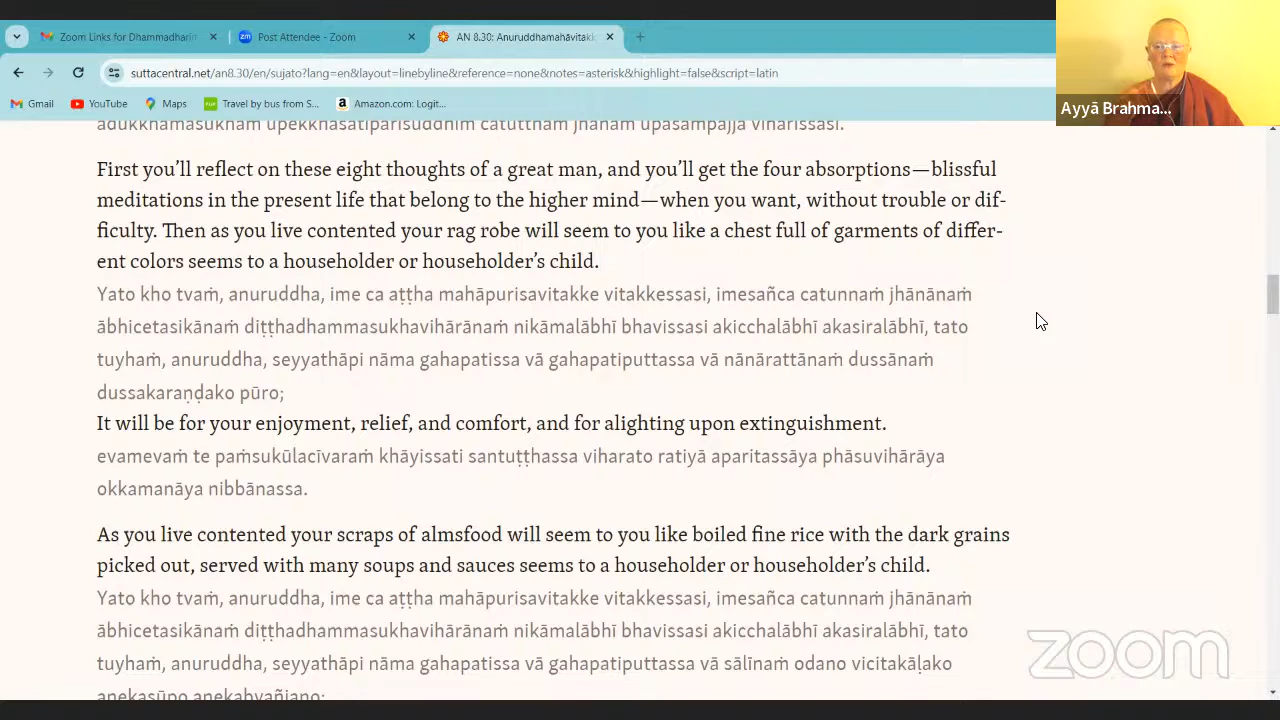 Zoom Links for Dhammadharin
Post Attendee - Zoom
AN 8.30: Anuruddhamahāvitakk
suttacentral.net/an8.30/en/sujato?lang=en&layout=linebyline&reference=none&notes=asterisk&highlight=false&script=latin
Gmail
YouTube
Maps
Travel by bus from S...
Amazon.com: Logit...
Ayyā Brahma...
adukkhamasukhaṁ upekkhāsatipārisuddhiṁ catutthaṁ jhānaṁ upasampajja viharissasi.
First you’ll reflect on these eight thoughts of a great man, and you’ll get the four absorptions—blissful
meditations in the present life that belong to the higher mind—when you want, without trouble or dif-
ficulty. Then as you live contented your rag robe will seem to you like a chest full of garments of differ-
ent colors seems to a householder or householder’s child.
Yato kho tvaṁ, anuruddha, ime ca aṭṭha mahāpurisavitakke vitakkessasi, imesañca catunnaṁ jhānānaṁ
ābhicetasikānaṁ diṭṭhadhammasukhavihārānaṁ nikāmalābhī bhavissasi akicchalābhī akasiralābhī, tato
tuyhaṁ, anuruddha, seyyathāpi nāma gahapatissa vā gahapatiputtassa vā nānārattānaṁ dussānaṁ
dussakaraṇḍako pūro;
It will be for your enjoyment, relief, and comfort, and for alighting upon extinguishment.
evamevaṁ te paṁsukūlacīvaraṁ khāyissati santuṭṭhassa viharato ratiyā aparitassāya phāsuvihārāya
okkamanāya nibbānassa.
As you live contented your scraps of almsfood will seem to you like boiled fine rice with the dark grains
picked out, served with many soups and sauces seems to a householder or householder’s child.
Yato kho tvaṁ, anuruddha, ime ca aṭṭha mahāpurisavitakke vitakkessasi, imesañca catunnaṁ jhānānaṁ
ābhicetasikānaṁ diṭṭhadhammasukhavihārānaṁ nikāmalābhī bhavissasi akicchalābhī akasiralābhī, tato
tuyhaṁ, anuruddha, seyyathāpi nāma gahapatissa vā gahapatiputtassa vā sālīnaṁ odano vicitakāḷako
anekasūpo anekabyañjano;
zoom